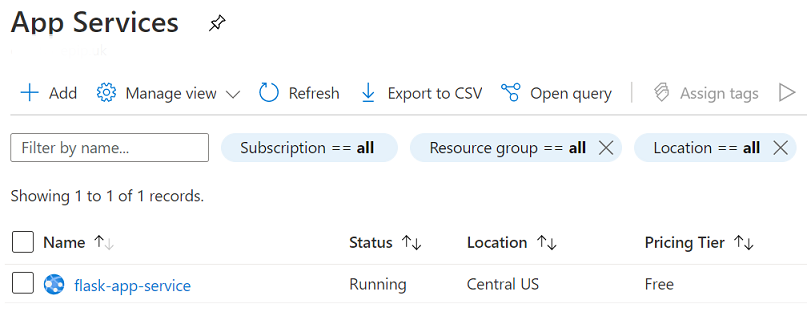 App Services
Add Manage view Refresh Export to CSV Open query Assign tags
Filter by name... Subscription == all Resource group == all Location == all
Showing 1 to 1 of 1 records.
Name Status Location Pricing Tier
flask-app-service Running Central US Free